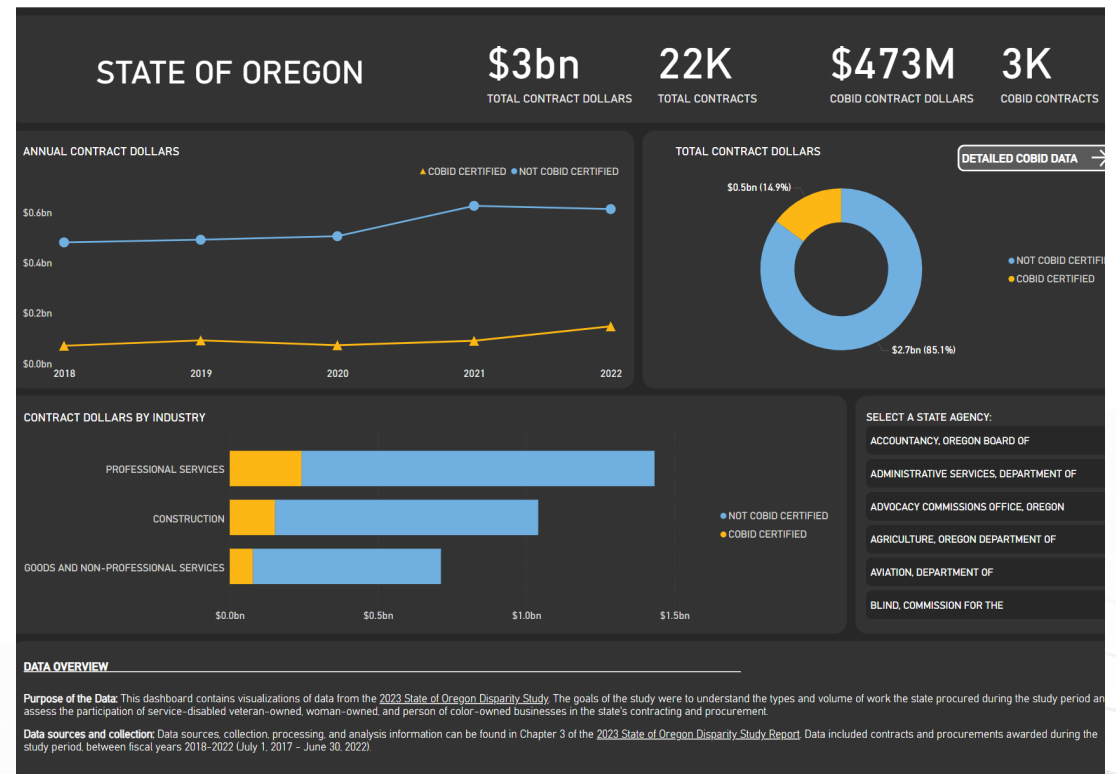 STATE OF OREGON
$3bn
TOTAL CONTRACT DOLLARS
22K
TOTAL CONTRACTS
$473M
COBID CONTRACT DOLLARS
3K
COBID CONTRACTS
ANNUAL CONTRACT DOLLARS
COBID CERTIFIED NOT COBID CERTIFIED
$0.6bn
$0.4bn
$0.2bn
$0.0bn
2018 2019 2020 2021 2022
TOTAL CONTRACT DOLLARS
DETAILED COBID DATA
$0.5bn (14.9%)
NOT COBID CERTIFI
COBID CERTIFIED
$2.7bn (85.1%)
CONTRACT DOLLARS BY INDUSTRY
PROFESSIONAL SERVICES
CONSTRUCTION
GOODS AND NON-PROFESSIONAL SERVICES
$0.0bn $0.5bn $1.0bn $1.5bn
NOT COBID CERTIFIED
COBID CERTIFIED
SELECT A STATE AGENCY:
ACCOUNTANCY, OREGON BOARD OF
ADMINISTRATIVE SERVICES, DEPARTMENT OF
ADVOCACY COMMISSIONS OFFICE, OREGON
AGRICULTURE, OREGON DEPARTMENT OF
AVIATION, DEPARTMENT OF
BLIND, COMMISSION FOR THE
DATA OVERVIEW
Purpose of the Data: This dashboard contains visualizations of data from the 2023 State of Oregon Disparity Study. The goals of the study were to understand the types and volume of work the state procured during the study period an
assess the participation of service-disabled veteran-owned, woman-owned, and person of color-owned businesses in the state's contracting and procurement.
Data sources and collection: Data sources, collection, processing, and analysis information can be found in Chapter 3 of the 2023 State of Oregon Disparity Study Report. Data included contracts and procurements awarded during the
study period, between fiscal years 2018-2022 (July 1, 2017 - June 30, 2022).